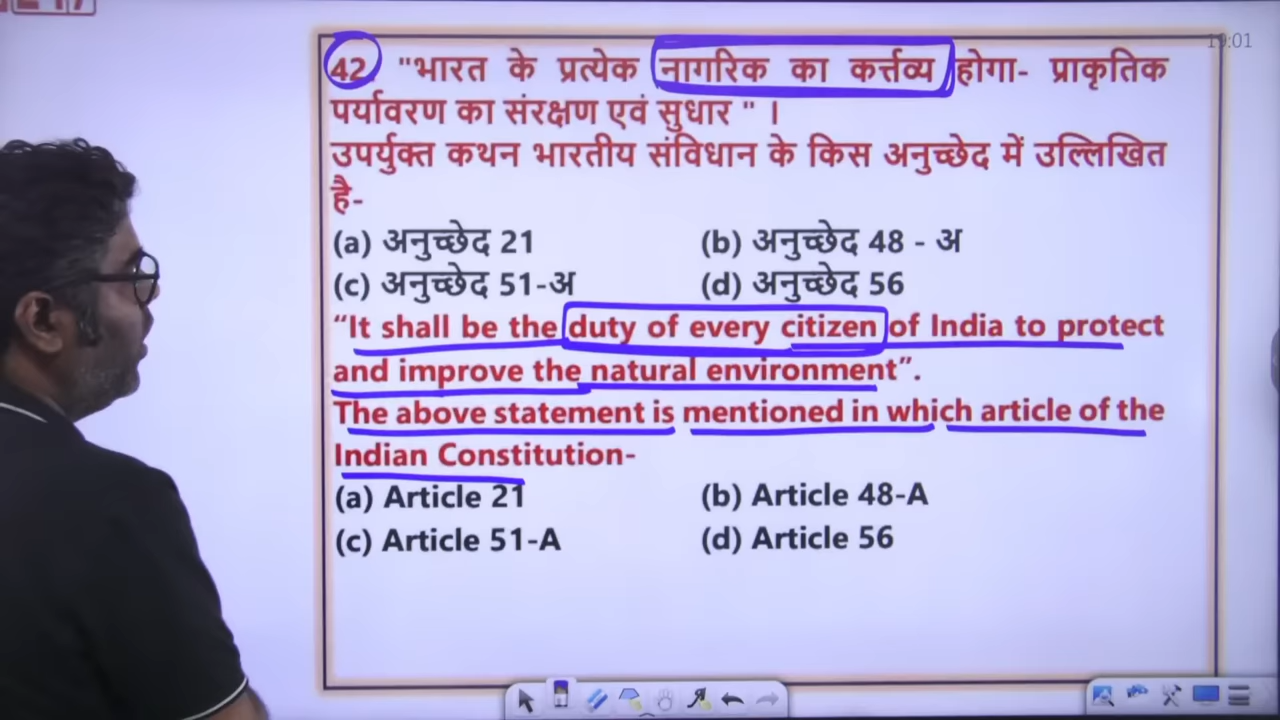 19:01
42 "भारत के प्रत्येक नागरिक का कर्त्तव्य होगा- प्राकृतिक
पर्यावरण का संरक्षण एवं सुधार " ।
उपर्युक्त कथन भारतीय संविधान के किस अनुच्छेद में उल्लिखित
है-
(a) अनुच्छेद 21 (b) अनुच्छेद 48 - अ
(c) अनुच्छेद 51-अ (d) अनुच्छेद 56
“It shall be the duty of every citizen of India to protect
and improve the natural environment”.
The above statement is mentioned in which article of the
Indian Constitution-
(a) Article 21 (b) Article 48-A
(c) Article 51-A (d) Article 56